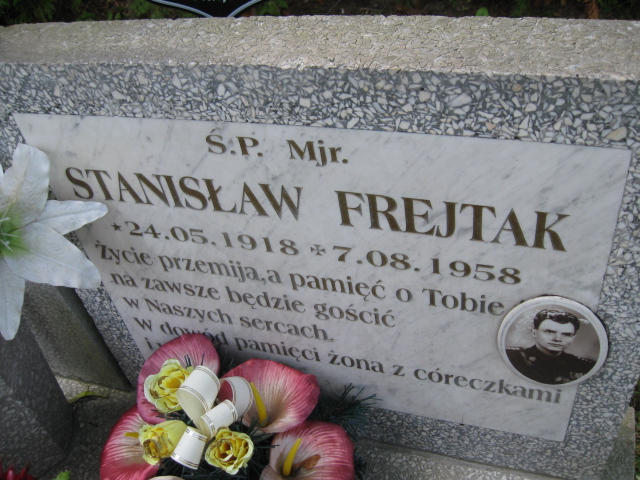 Ś.P. Mjr.
STANISŁAW FREJTAK
*24.05.1918 ✢ 7.08.1958
Życie przemija, a pamięć o Tobie
na zawsze będzie gościć
w Naszych sercach.
w dowód pamięci żona z córeczkami